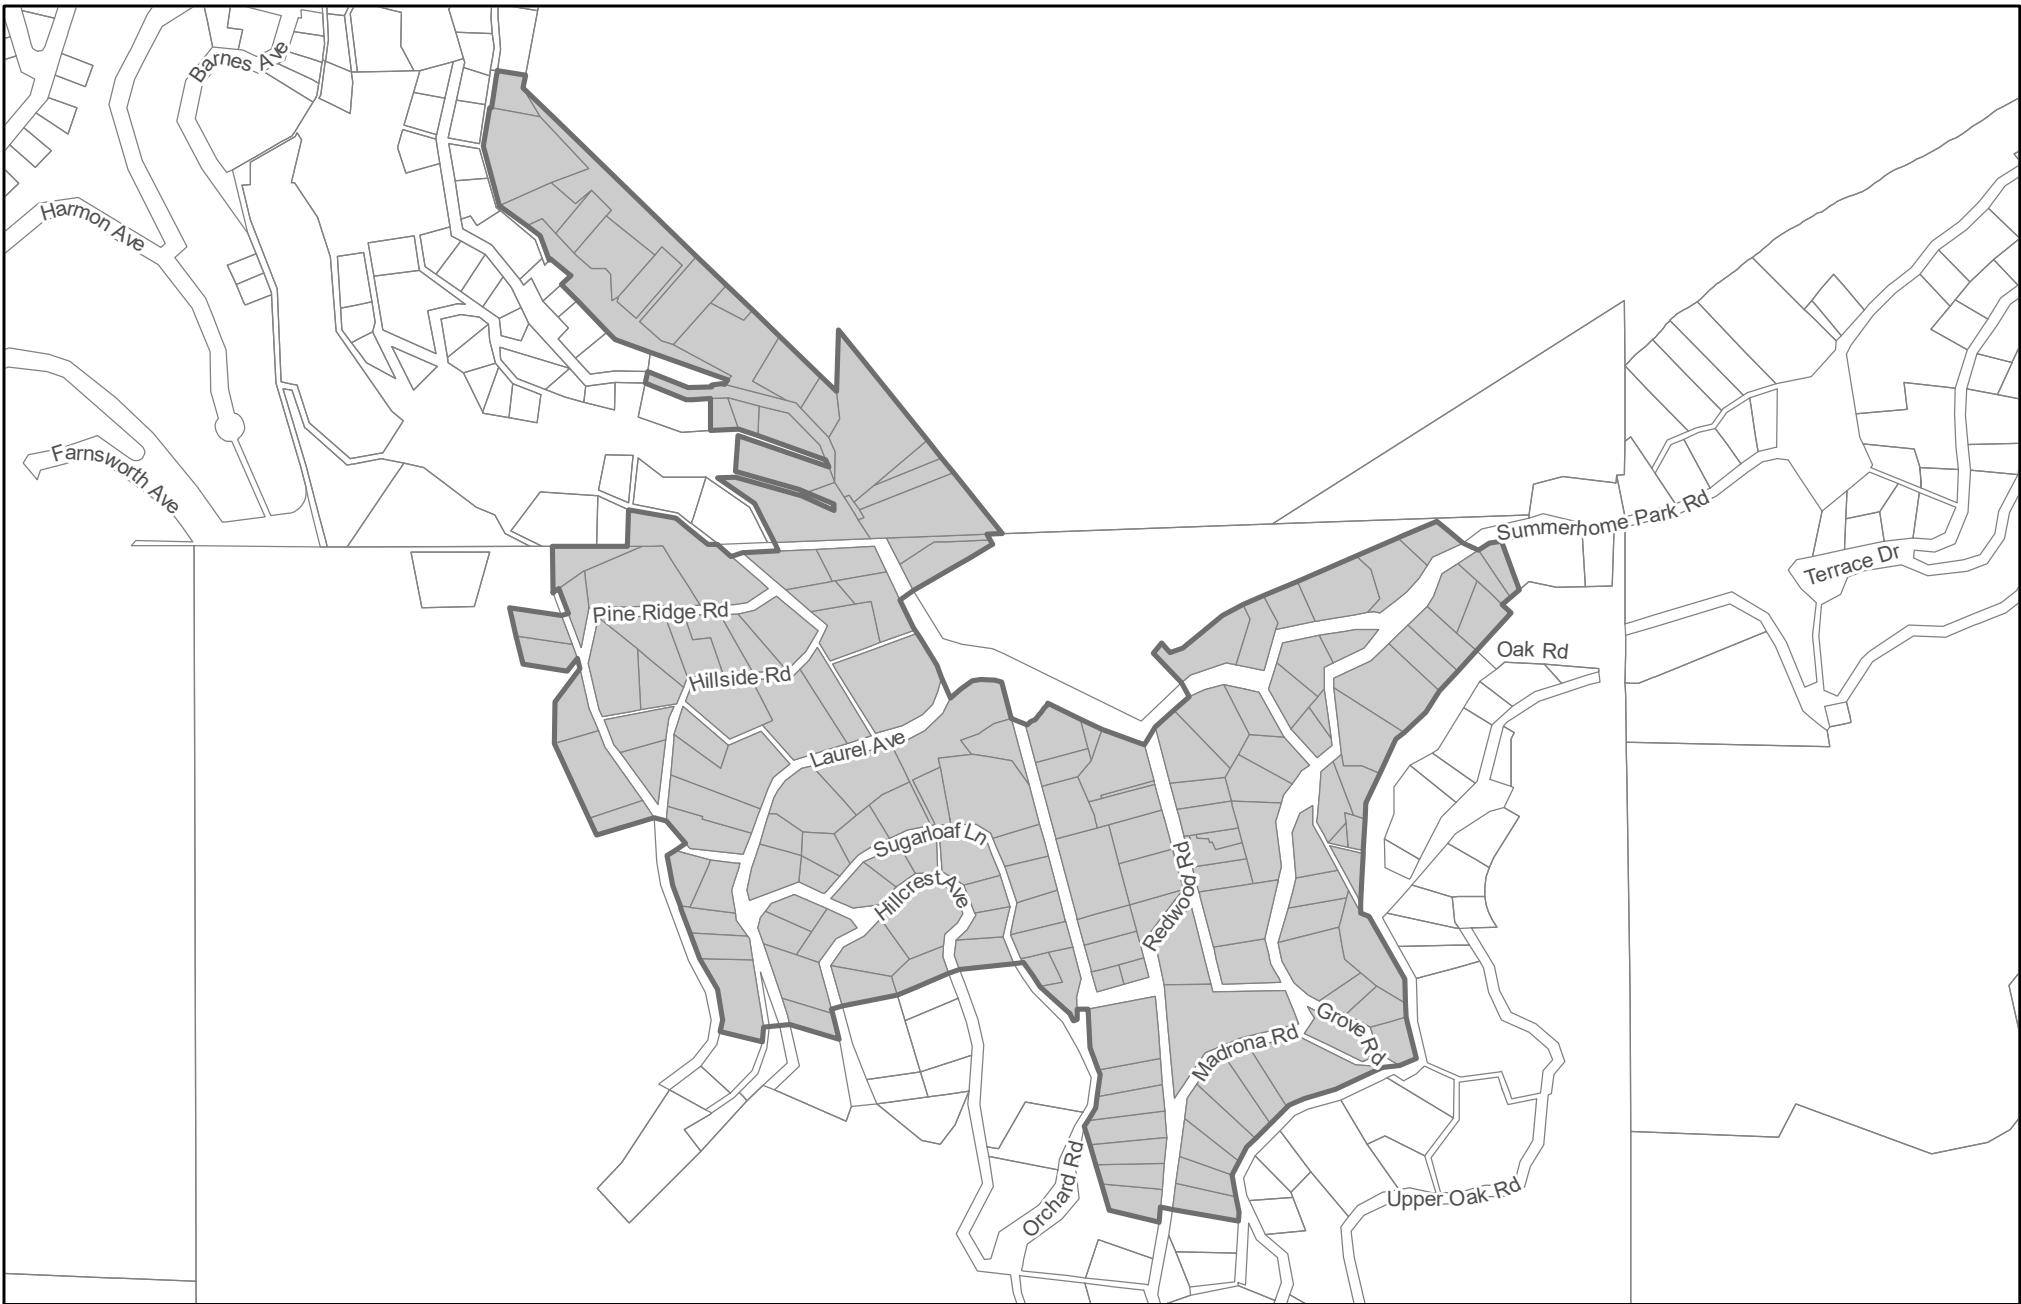 Barnes Ave
Harmon Ave
Farnsworth Ave
Summerhome Park Rd
Terrace Dr
Pine Ridge Rd
Oak Rd
Hillside Rd
Laurel Ave
Sugarloaf Ln
Hillcrest Ave
Redwood Rd
Grove Rd
Madrona Rd
Orchard Rd
Upper Oak Rd